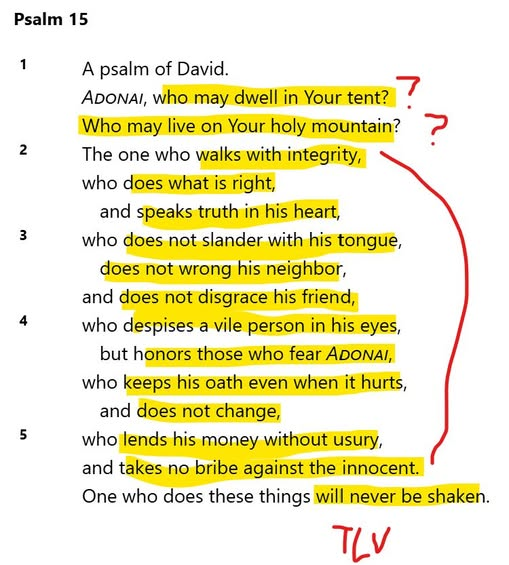 Psalm 15
1 A psalm of David.
ADONAI, who may dwell in Your tent? ?
Who may live on Your holy mountain? ?
2 The one who walks with integrity,
who does what is right,
and speaks truth in his heart,
3 who does not slander with his tongue,
does not wrong his neighbor,
and does not disgrace his friend,
4 who despises a vile person in his eyes,
but honors those who fear ADONAI,
who keeps his oath even when it hurts,
and does not change,
5 who lends his money without usury,
and takes no bribe against the innocent.
One who does these things will never be shaken.
TLV